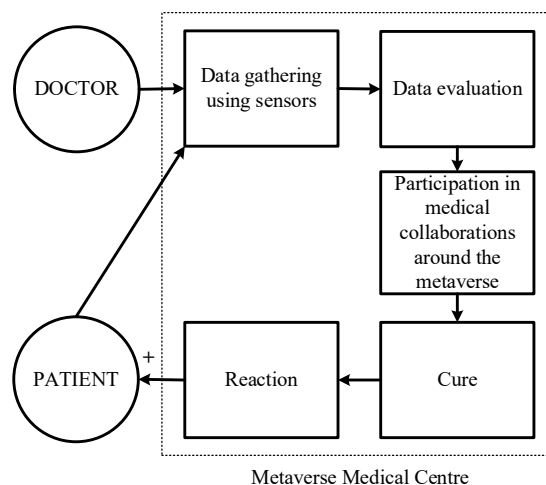 DOCTOR
Data gathering
using sensors
Data evaluation
Participation in
medical
collaborations
around the
metaverse
PATIENT
+
Reaction
Cure
Metaverse Medical Centre